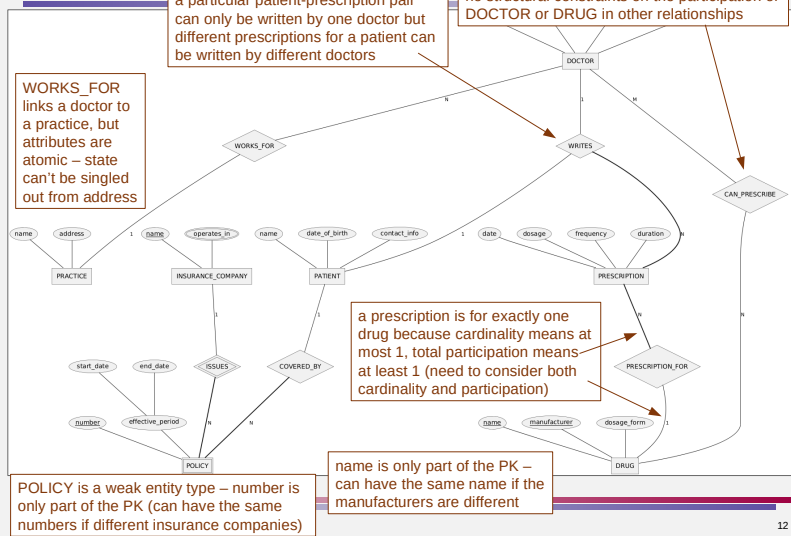 a particular patient-prescription pair
can only be written by one doctor but
different prescriptions for a patient can
be written by different doctors
no structural constraints on the participation of
DOCTOR or DRUG in other relationships
DOCTOR
WORKS_FOR
links a doctor to
a practice, but
attributes are
atomic – state
can't be singled
out from address
N
1
M
WORKS_FOR
WRITES
CAN_PRESCRIBE
name
address
name
operates_in
name
date_of_birth
contact_info
date
dosage
frequency
duration
1
1
N
PRACTICE
INSURANCE_COMPANY
PATIENT
PRESCRIPTION
1
1
N
N
a prescription is for exactly one
drug because cardinality means at
most 1, total participation means
at least 1 (need to consider both
cardinality and participation)
start_date
end_date
ISSUES
COVERED_BY
PRESCRIPTION_FOR
number
effective_period
N
N
name
manufacturer
dosage_form
1
POLICY
DRUG
name is only part of the PK –
can have the same name if the
manufacturers are different
POLICY is a weak entity type – number is
only part of the PK (can have the same
numbers if different insurance companies)
12